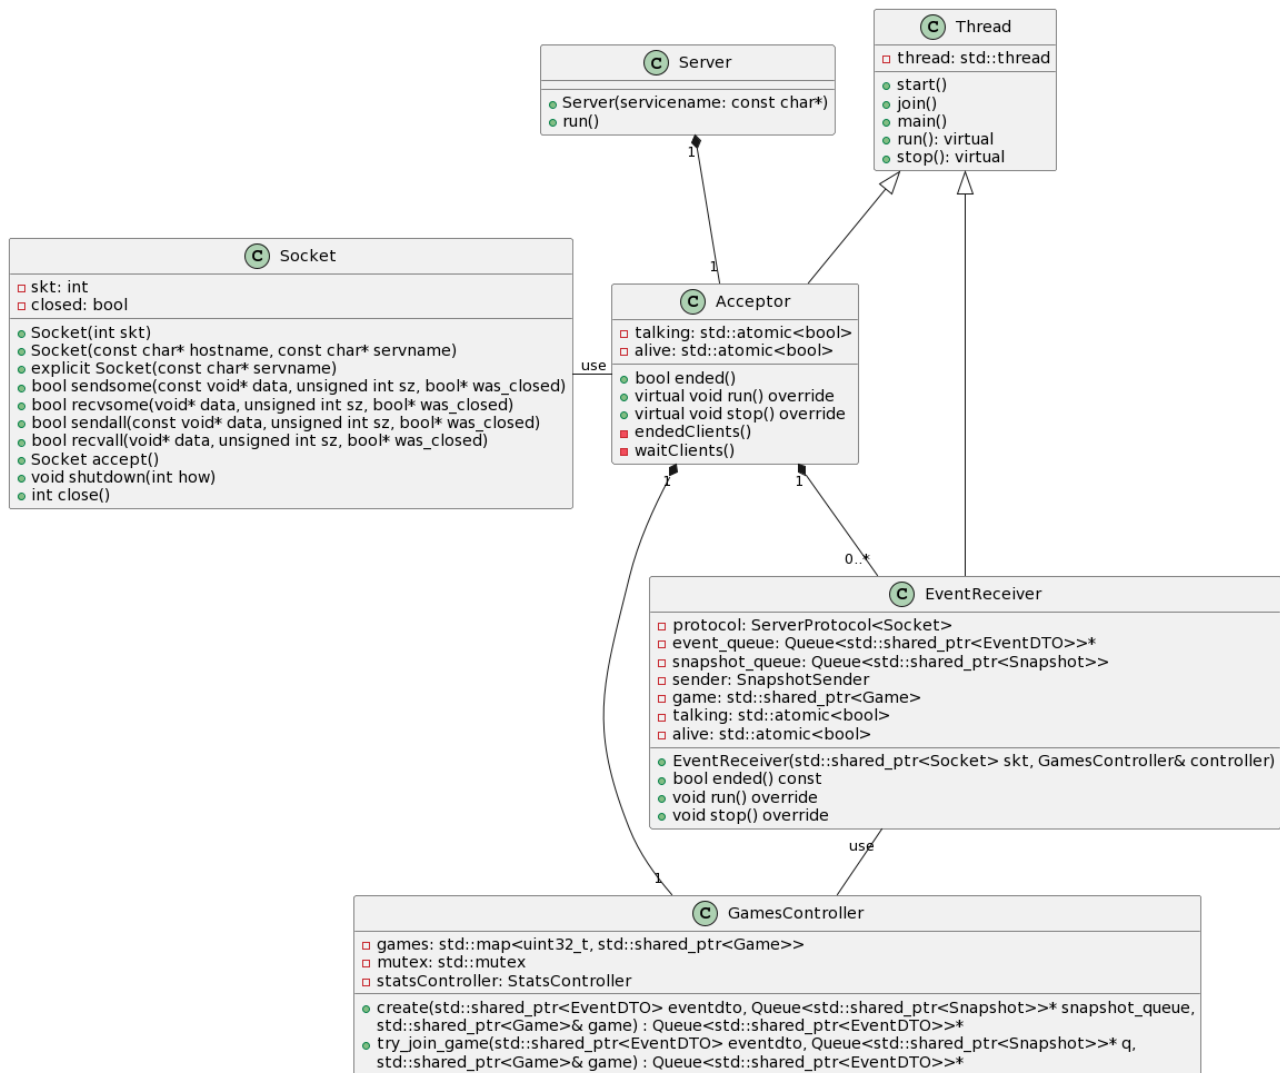 C Thread
thread: std::thread
start()
join()
main()
run(): virtual
stop(): virtual
C Server
Server(servicename: const char*)
run()
1
1
C Socket
skt: int
closed: bool
Socket(int skt)
Socket(const char* hostname, const char* servname)
explicit Socket(const char* servname)
bool sendsome(const void* data, unsigned int sz, bool* was_closed)
bool recvsome(void* data, unsigned int sz, bool* was_closed)
bool sendall(const void* data, unsigned int sz, bool* was_closed)
bool recvall(void* data, unsigned int sz, bool* was_closed)
Socket accept()
void shutdown(int how)
int close()
use
C Acceptor
talking: std::atomic<bool>
alive: std::atomic<bool>
bool ended()
virtual void run() override
virtual void stop() override
endedClients()
waitClients()
1
1
0..*
C EventReceiver
protocol: ServerProtocol<Socket>
event_queue: Queue<std::shared_ptr<EventDTO>>*
snapshot_queue: Queue<std::shared_ptr<Snapshot>>
sender: SnapshotSender
game: std::shared_ptr<Game>
talking: std::atomic<bool>
alive: std::atomic<bool>
EventReceiver(std::shared_ptr<Socket> skt, GamesController& controller)
bool ended() const
void run() override
void stop() override
use
1
C GamesController
games: std::map<uint32_t, std::shared_ptr<Game>>
mutex: std::mutex
statsController: StatsController
create(std::shared_ptr<EventDTO> eventdto, Queue<std::shared_ptr<Snapshot>>* snapshot_queue,
std::shared_ptr<Game>& game) : Queue<std::shared_ptr<EventDTO>>*
try_join_game(std::shared_ptr<EventDTO> eventdto, Queue<std::shared_ptr<Snapshot>>* q,
std::shared_ptr<Game>& game) : Queue<std::shared_ptr<EventDTO>>*